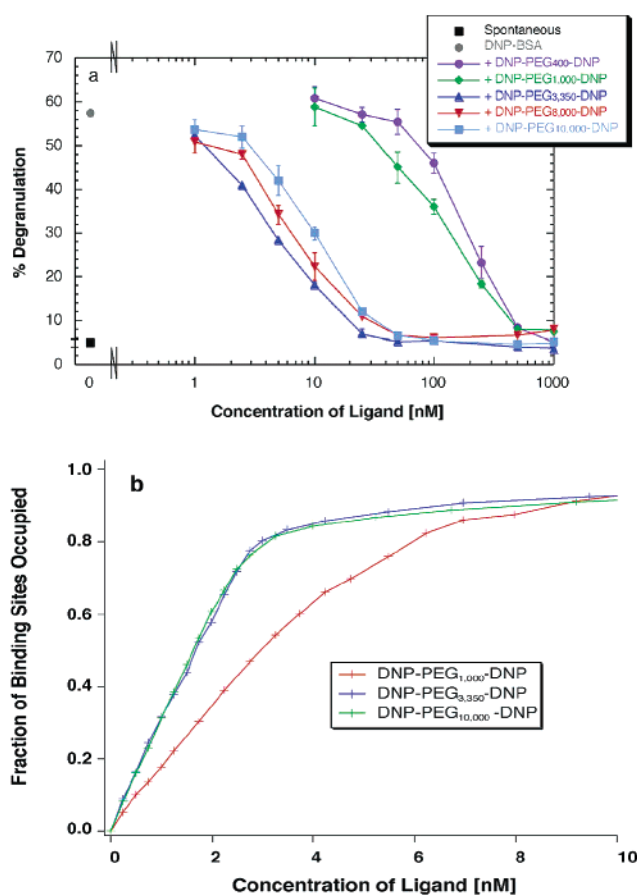 Spontaneous
DNP-BSA
+ DNP-PEG400-DNP
+ DNP-PEG1,000-DNP
+ DNP-PEG3,350-DNP
+ DNP-PEG8,000-DNP
+ DNP-PEG10,000-DNP
a
% Degranulation
70
60
50
40
30
20
10
0
0
1
10
100
1000
Concentration of Ligand [nM]
b
Fraction of Binding Sites Occupied
1.0
0.8
0.6
0.4
0.2
0.0
DNP-PEG1,000-DNP
DNP-PEG3,350-DNP
DNP-PEG10,000 -DNP
0
2
4
6
8
10
Concentration of Ligand [nM]